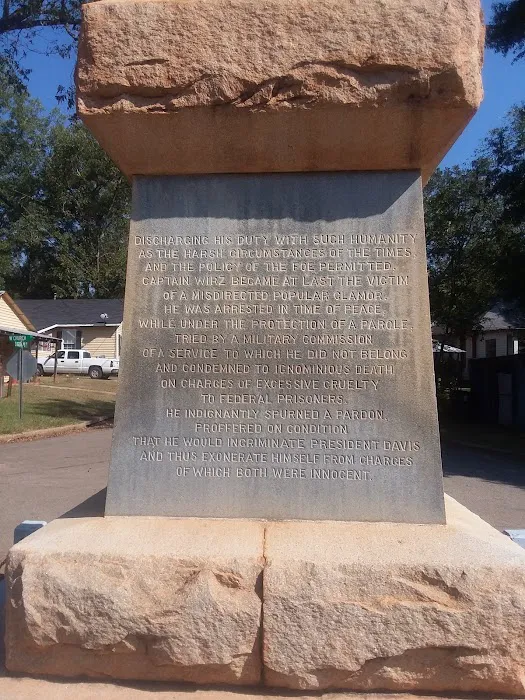 DISCHARGING HIS DUTY WITH SUCH HUMANITY
AS THE HARSH CIRCUMSTANCES OF THE TIMES,
AND THE POLICY OF THE FOE PERMITTED,
CAPTAIN WIRZ BECAME AT LAST THE VICTIM
OF A MISDIRECTED POPULAR CLAMOR.
HE WAS ARRESTED IN TIME OF PEACE,
WHILE UNDER THE PROTECTION OF A PAROLE,
TRIED BY A MILITARY COMMISSION
OF A SERVICE TO WHICH HE DID NOT BELONG
AND CONDEMNED TO IGNOMINIOUS DEATH
ON CHARGES OF EXCESSIVE CRUELTY
TO FEDERAL PRISONERS.
HE INDIGNANTLY SPURNED A PARDON,
PROFFERED ON CONDITION
THAT HE WOULD INCRIMINATE PRESIDENT DAVIS
AND THUS EXONERATE HIMSELF FROM CHARGES
OF WHICH BOTH WERE INNOCENT.